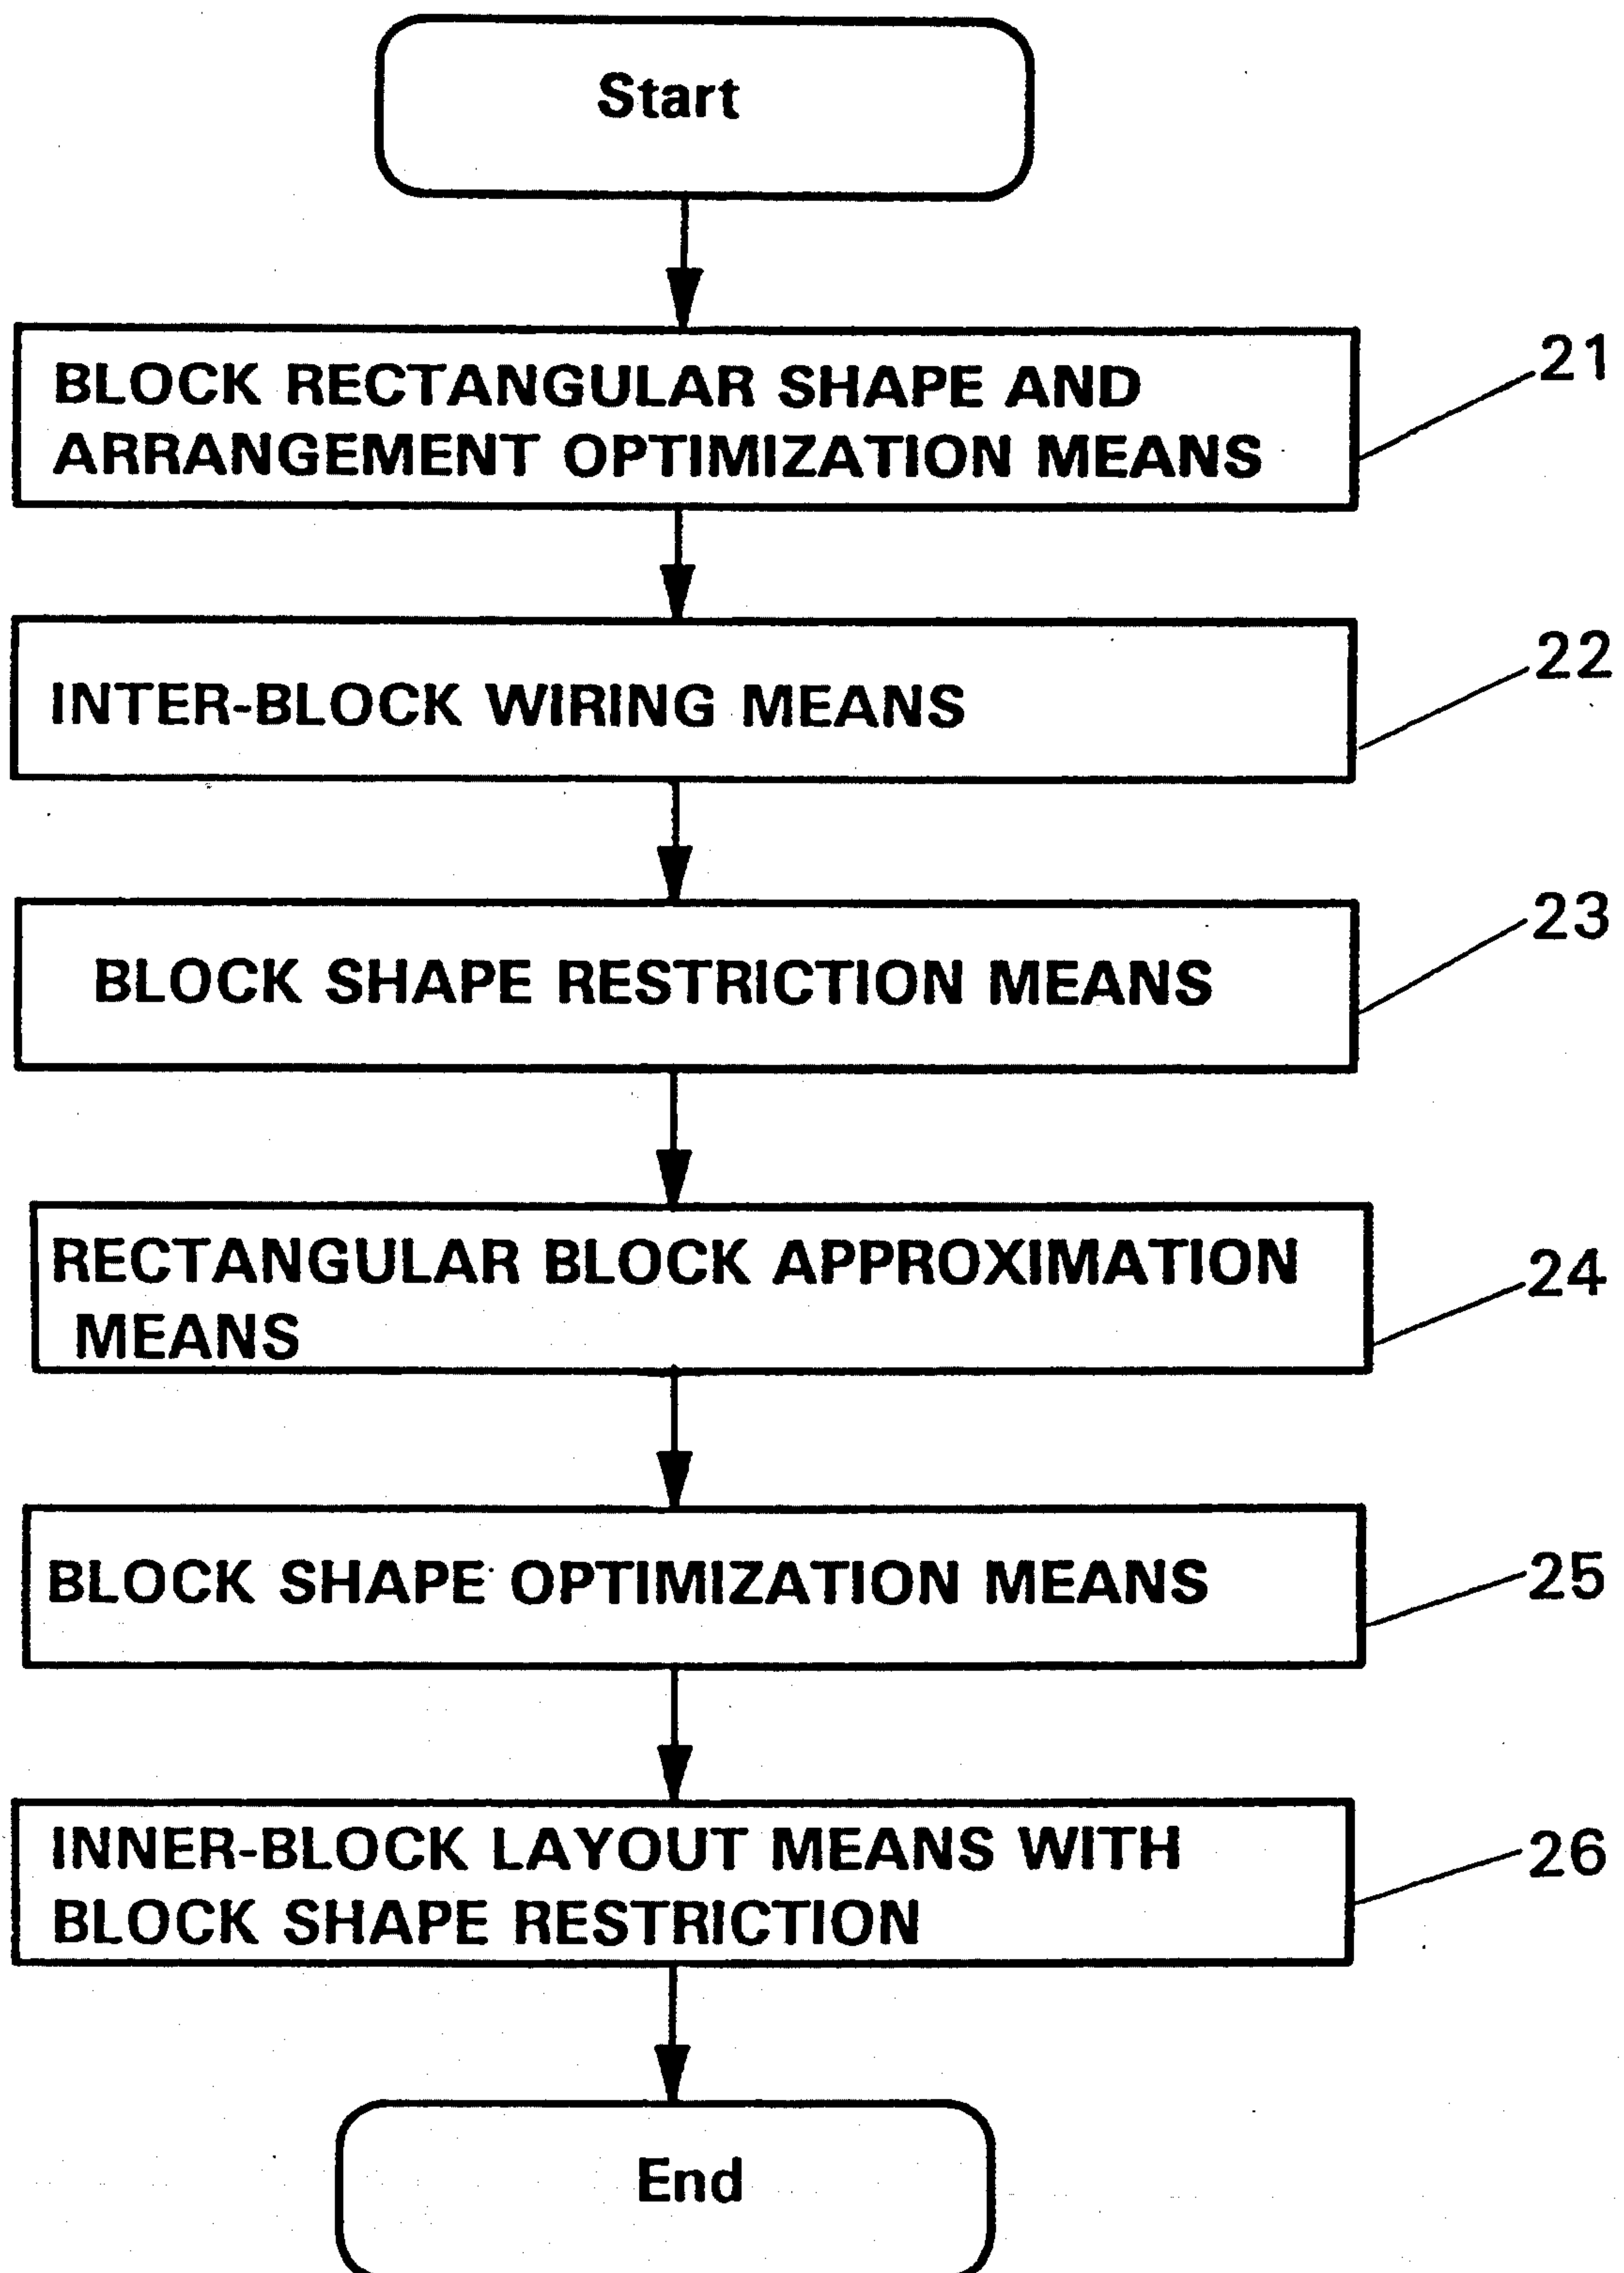 Start
BLOCK RECTANGULAR SHAPE AND
ARRANGEMENT OPTIMIZATION MEANS
21
INTER-BLOCK WIRING MEANS
22
BLOCK SHAPE RESTRICTION MEANS
23
RECTANGULAR BLOCK APPROXIMATION
MEANS
24
BLOCK SHAPE OPTIMIZATION MEANS
25
INNER-BLOCK LAYOUT MEANS WITH
BLOCK SHAPE RESTRICTION
26
End